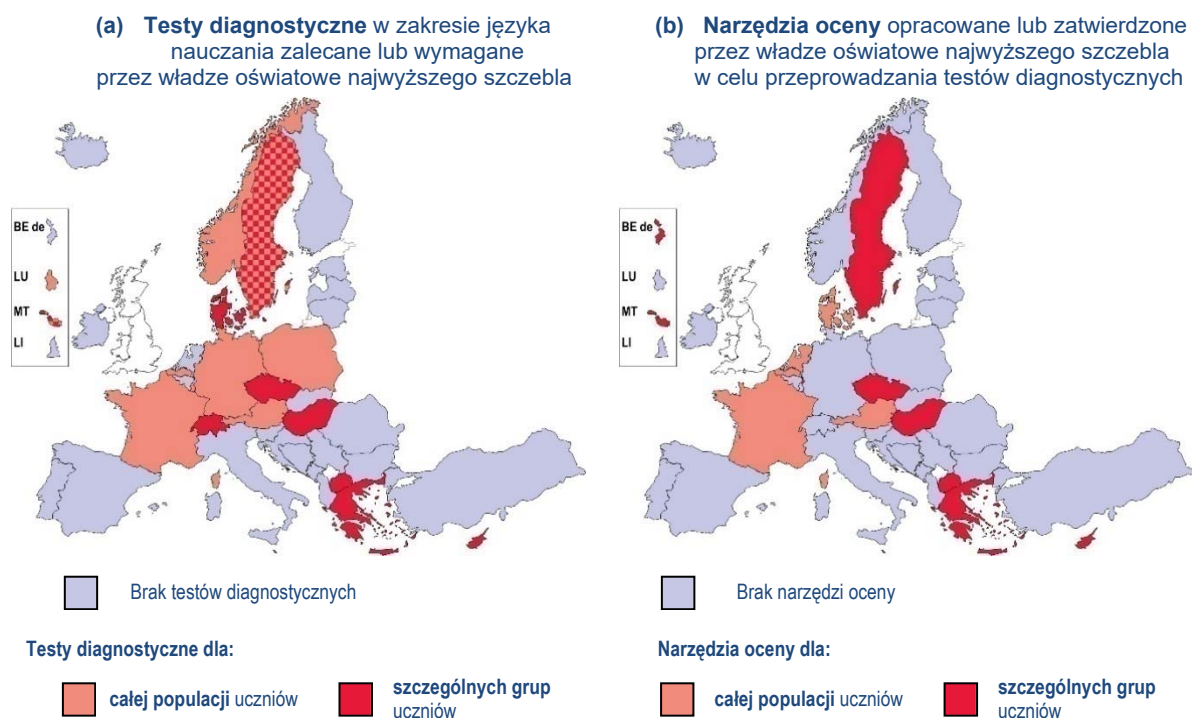 (a) Testy diagnostyczne w zakresie języka
nauczania zalecane lub wymagane
przez władze oświatowe najwyższego szczebla
(b) Narzędzia oceny opracowane lub zatwierdzone
przez władze oświatowe najwyższego szczebla
w celu przeprowadzania testów diagnostycznych
BE de
LU
MT
LI
BE de
LU
MT
LI
Brak testów diagnostycznych
Brak narzędzi oceny
Testy diagnostyczne dla:
Narzędzia oceny dla:
całej populacji uczniów
szczególnych grup
uczniów
całej populacji uczniów
szczególnych grup
uczniów